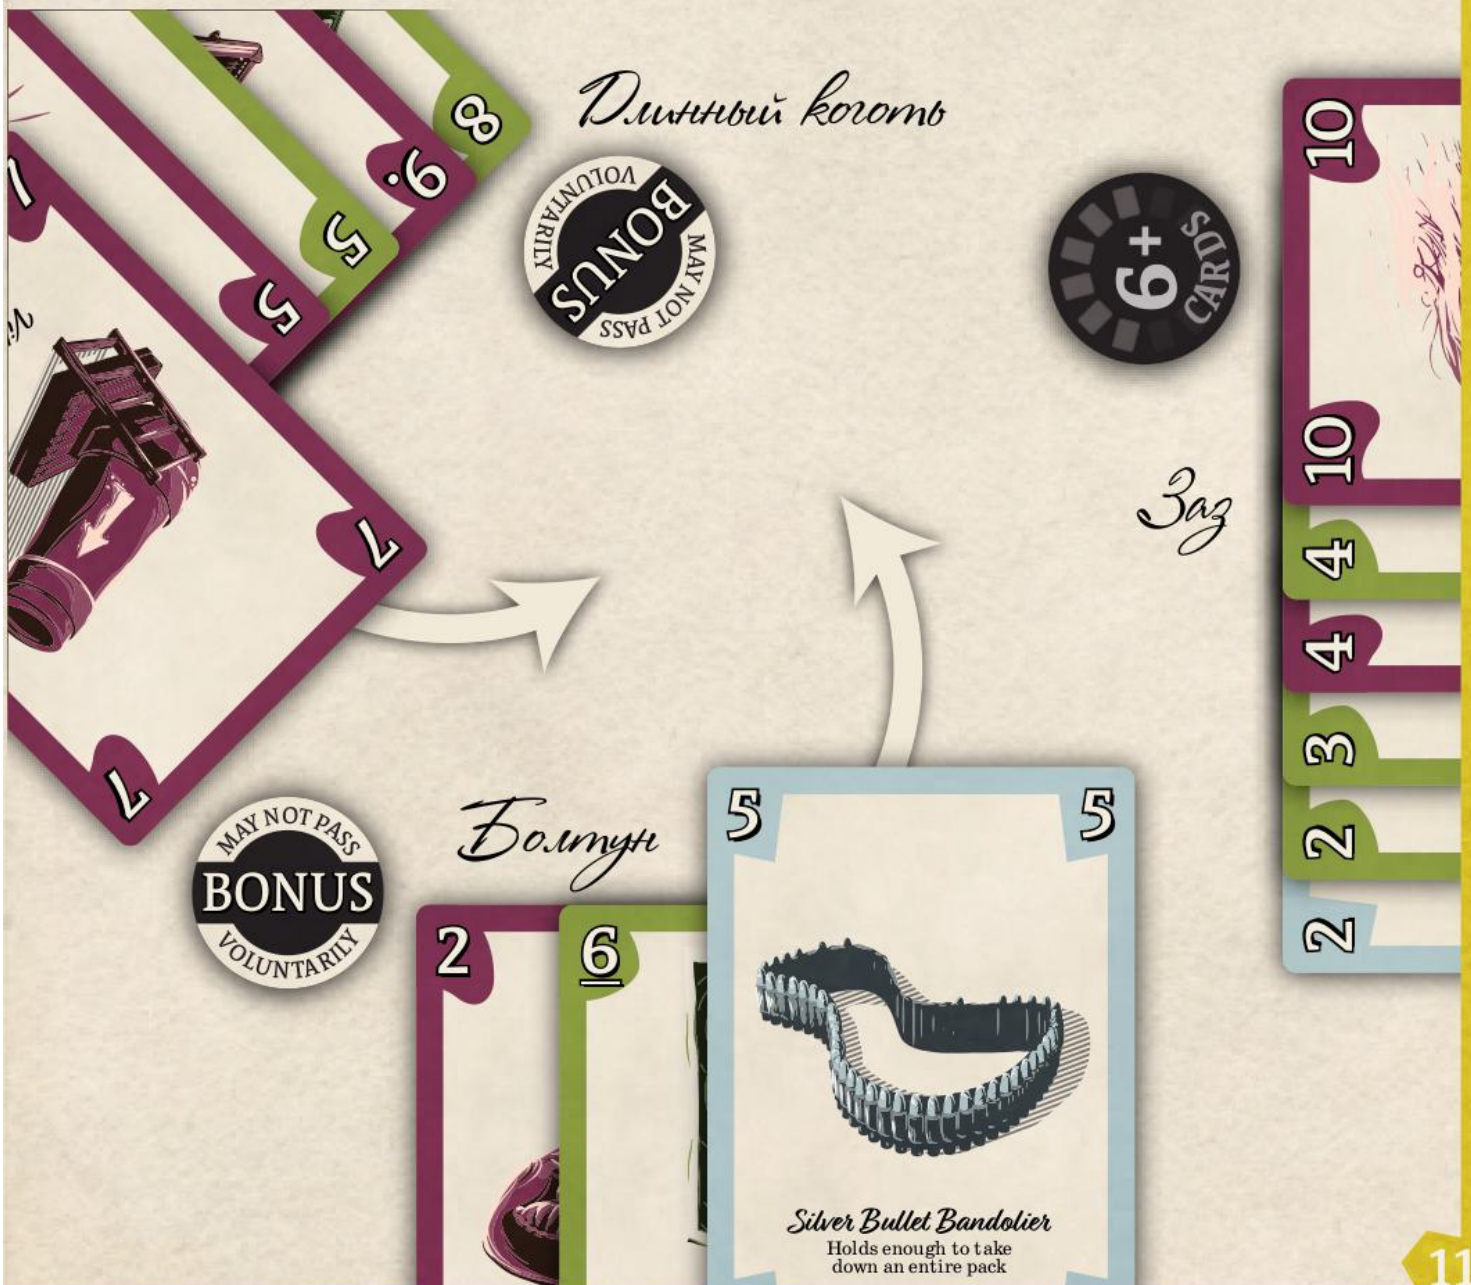 8
Длинный коготь
9.
5
5
VOLUNTARILY
BONUS
MAY NOT PASS
10
6+
CARDS
10
Заз
4
4
3
2
2
7
7
MAY NOT PASS
BONUS
VOLUNTARILY
Болтун
2
6
5
5
Silver Bullet Bandolier
Holds enough to take
down an entire pack
11